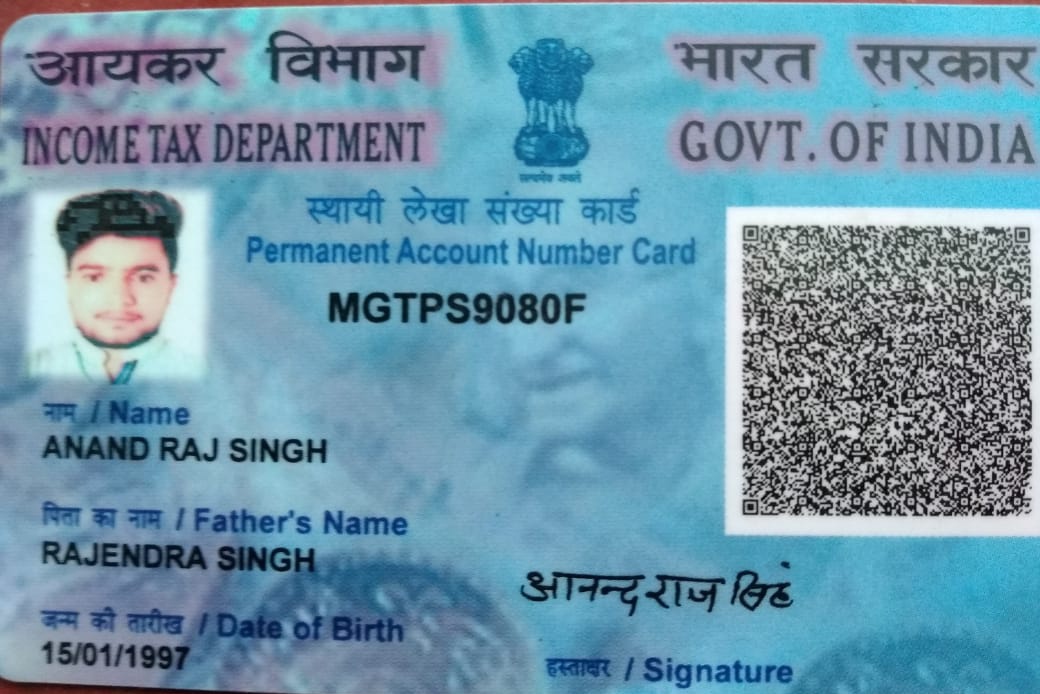 आयकर विभाग
INCOME TAX DEPARTMENT
सत्यमेव जयते
भारत सरकार
GOVT. OF INDIA
स्थायी लेखा संख्या कार्ड
Permanent Account Number Card
MGTPS9080F
नाम / Name
ANAND RAJ SINGH
पिता का नाम / Father's Name
RAJENDRA SINGH
जन्म की तारीख / Date of Birth
15/01/1997
आनन्द राज सिहं
हस्ताक्षर / Signature